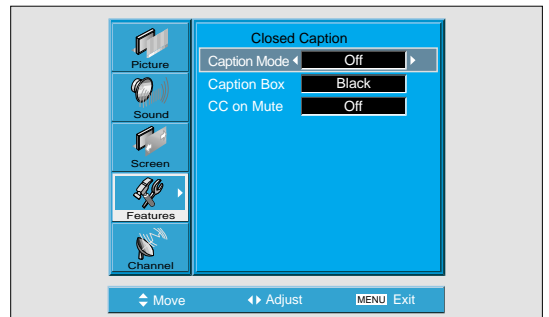 Picture
Sound
Screen
Features
Channel
Closed Caption
Caption Mode Off
Caption Box Black
CC on Mute Off
Move Adjust MENU Exit